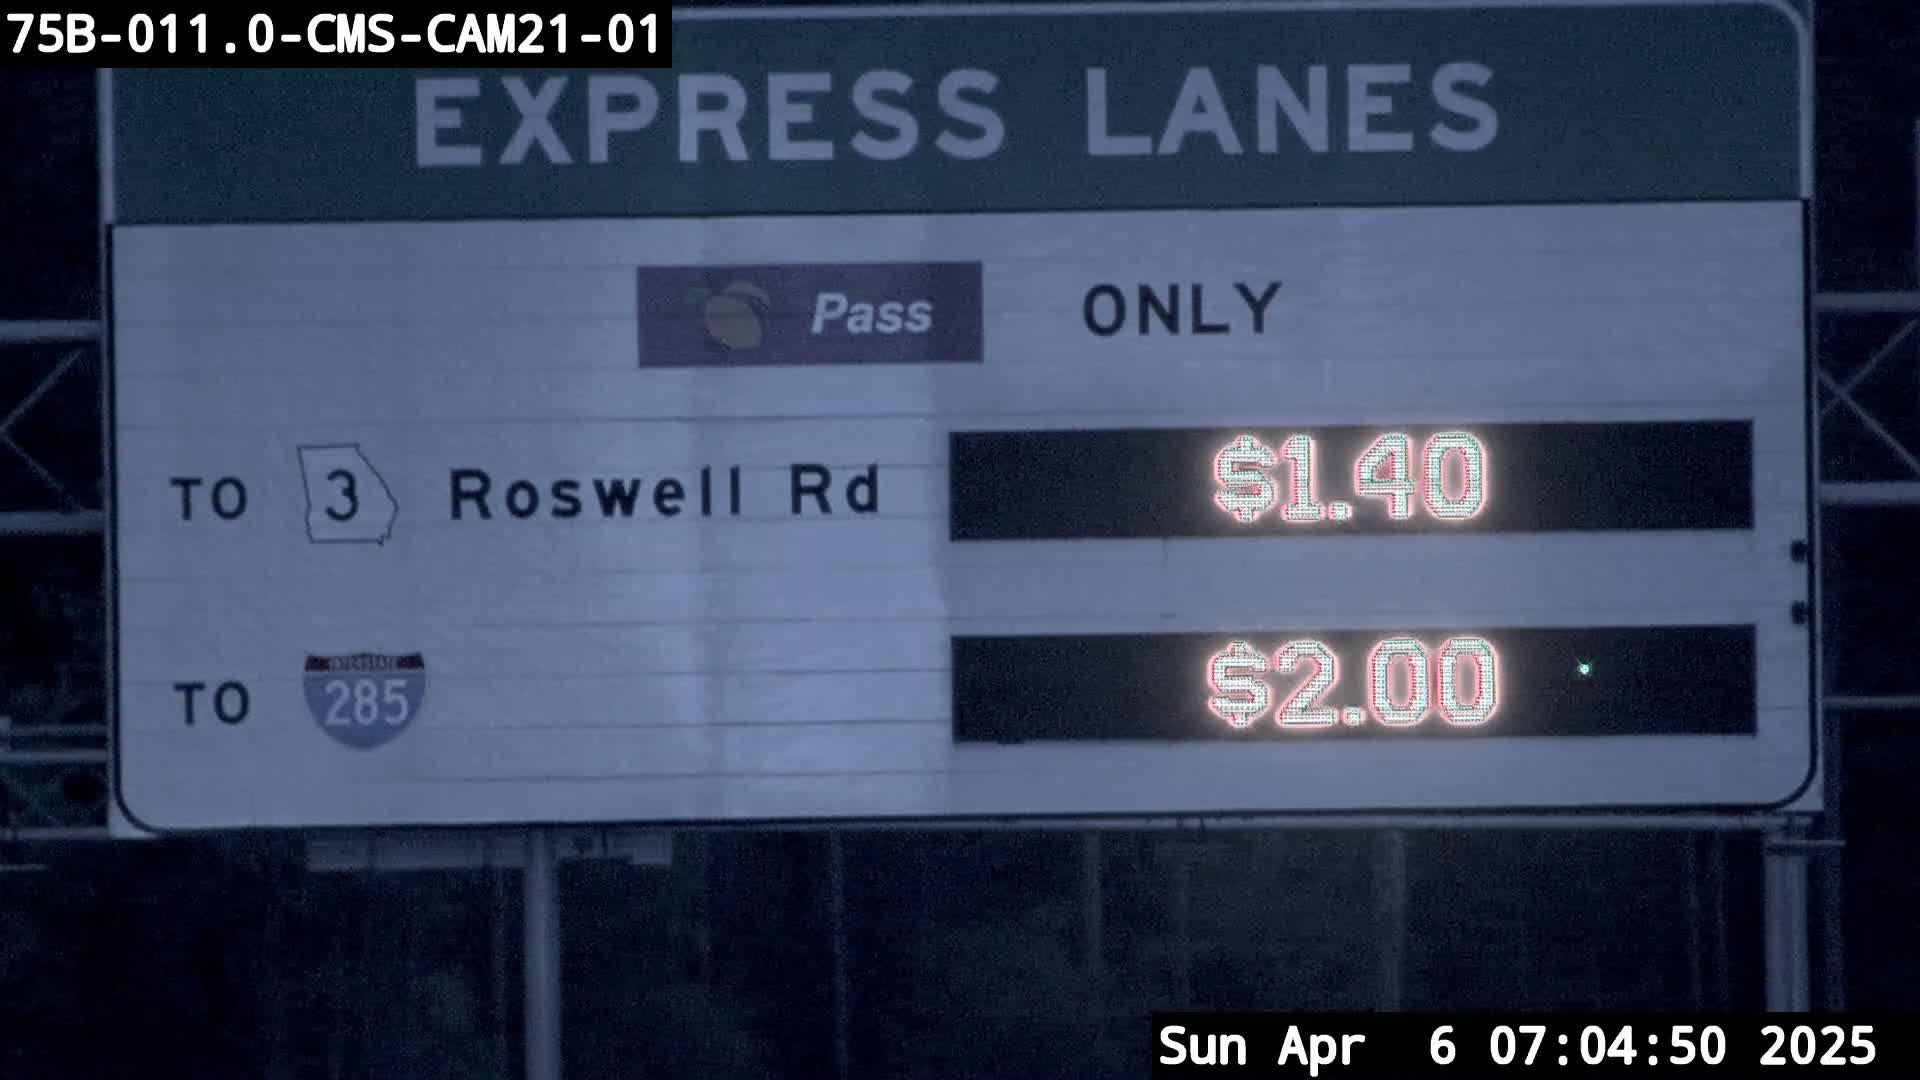 75B-011.0-CMS-CAM21-01
EXPRESS LANES
Pass ONLY
TO 3 Roswell Rd $1.40
INTERSTATE
TO 285 $2.00
Sun Apr 6 07:04:50 2025